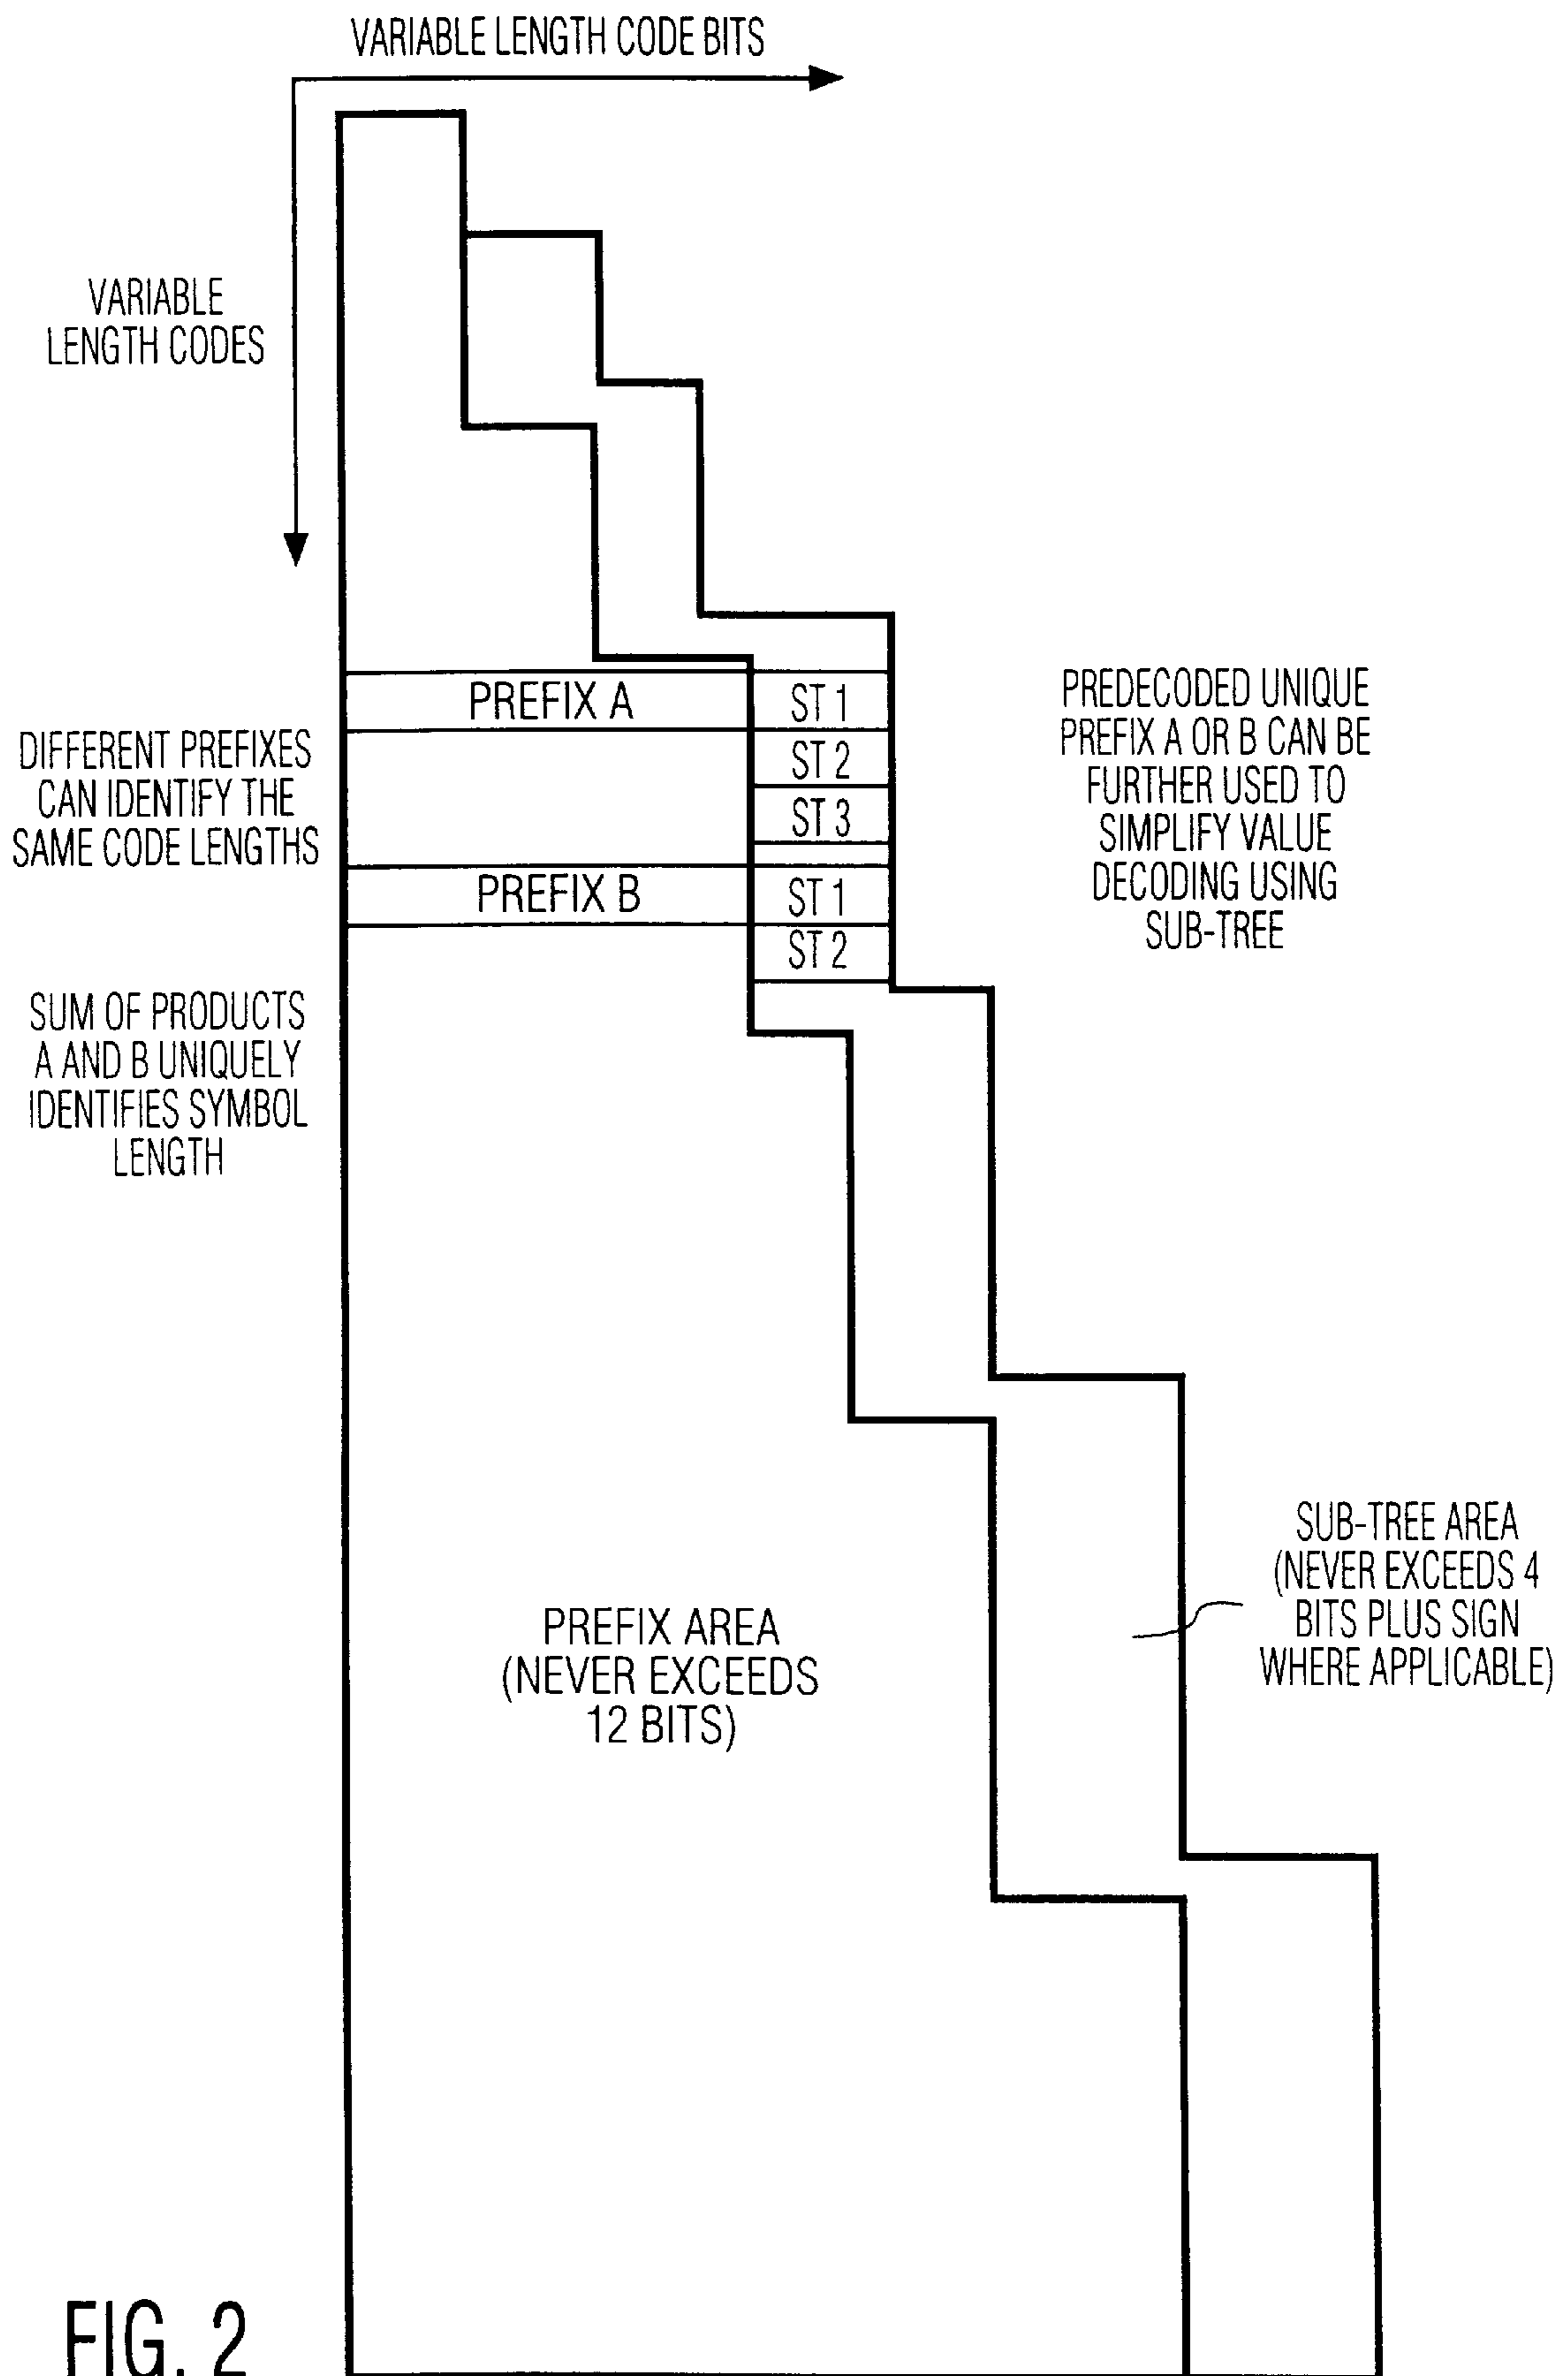 VARIABLE LENGTH CODE BITS
VARIABLE
LENGTH CODES
PREFIX A
ST 1
ST 2
ST 3
PREFIX B
ST 1
ST 2
DIFFERENT PREFIXES
CAN IDENTIFY THE
SAME CODE LENGTHS
PREDECODED UNIQUE
PREFIX A OR B CAN BE
FURTHER USED TO
SIMPLIFY VALUE
DECODING USING
SUB-TREE
SUM OF PRODUCTS
A AND B UNIQUELY
IDENTIFIES SYMBOL
LENGTH
SUB-TREE AREA
(NEVER EXCEEDS 4
BITS PLUS SIGN
WHERE APPLICABLE)
PREFIX AREA
(NEVER EXCEEDS
12 BITS)
FIG. 2